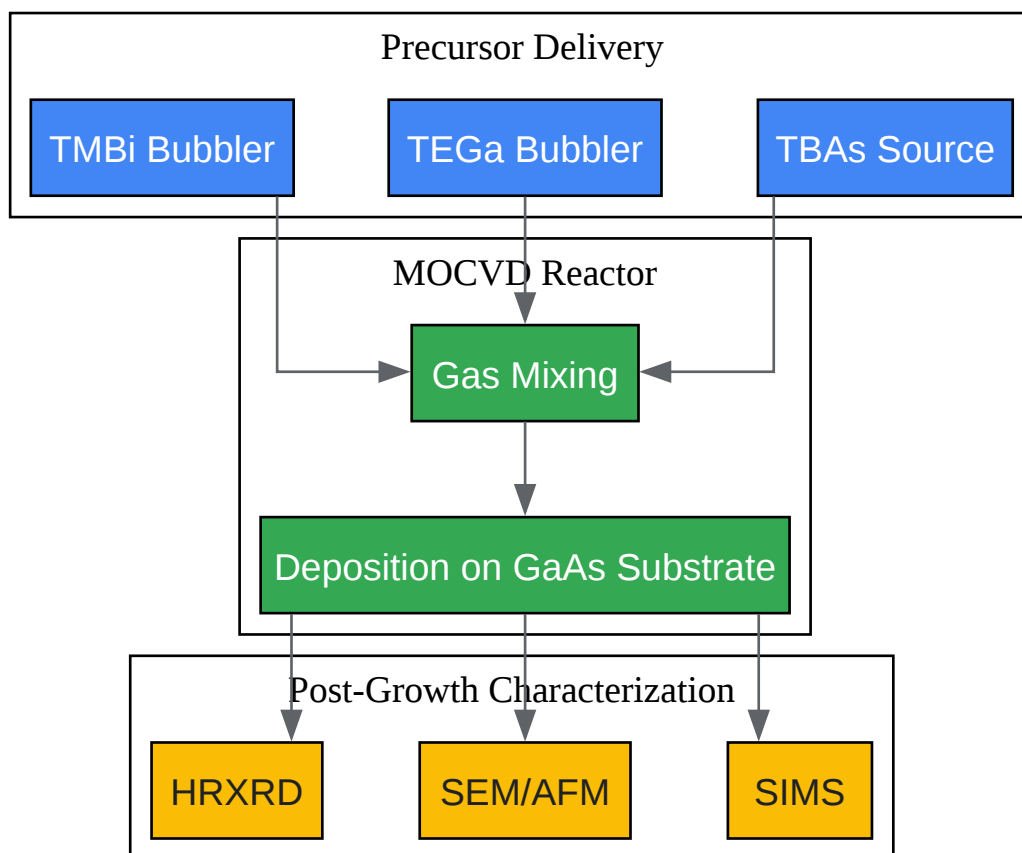 Precursor Delivery
TMBi Bubbler
TEGa Bubbler
TBAs Source
MOCVD Reactor
Gas Mixing
Deposition on GaAs Substrate
Post-Growth Characterization
HRXRD
SEM/AFM
SIMS